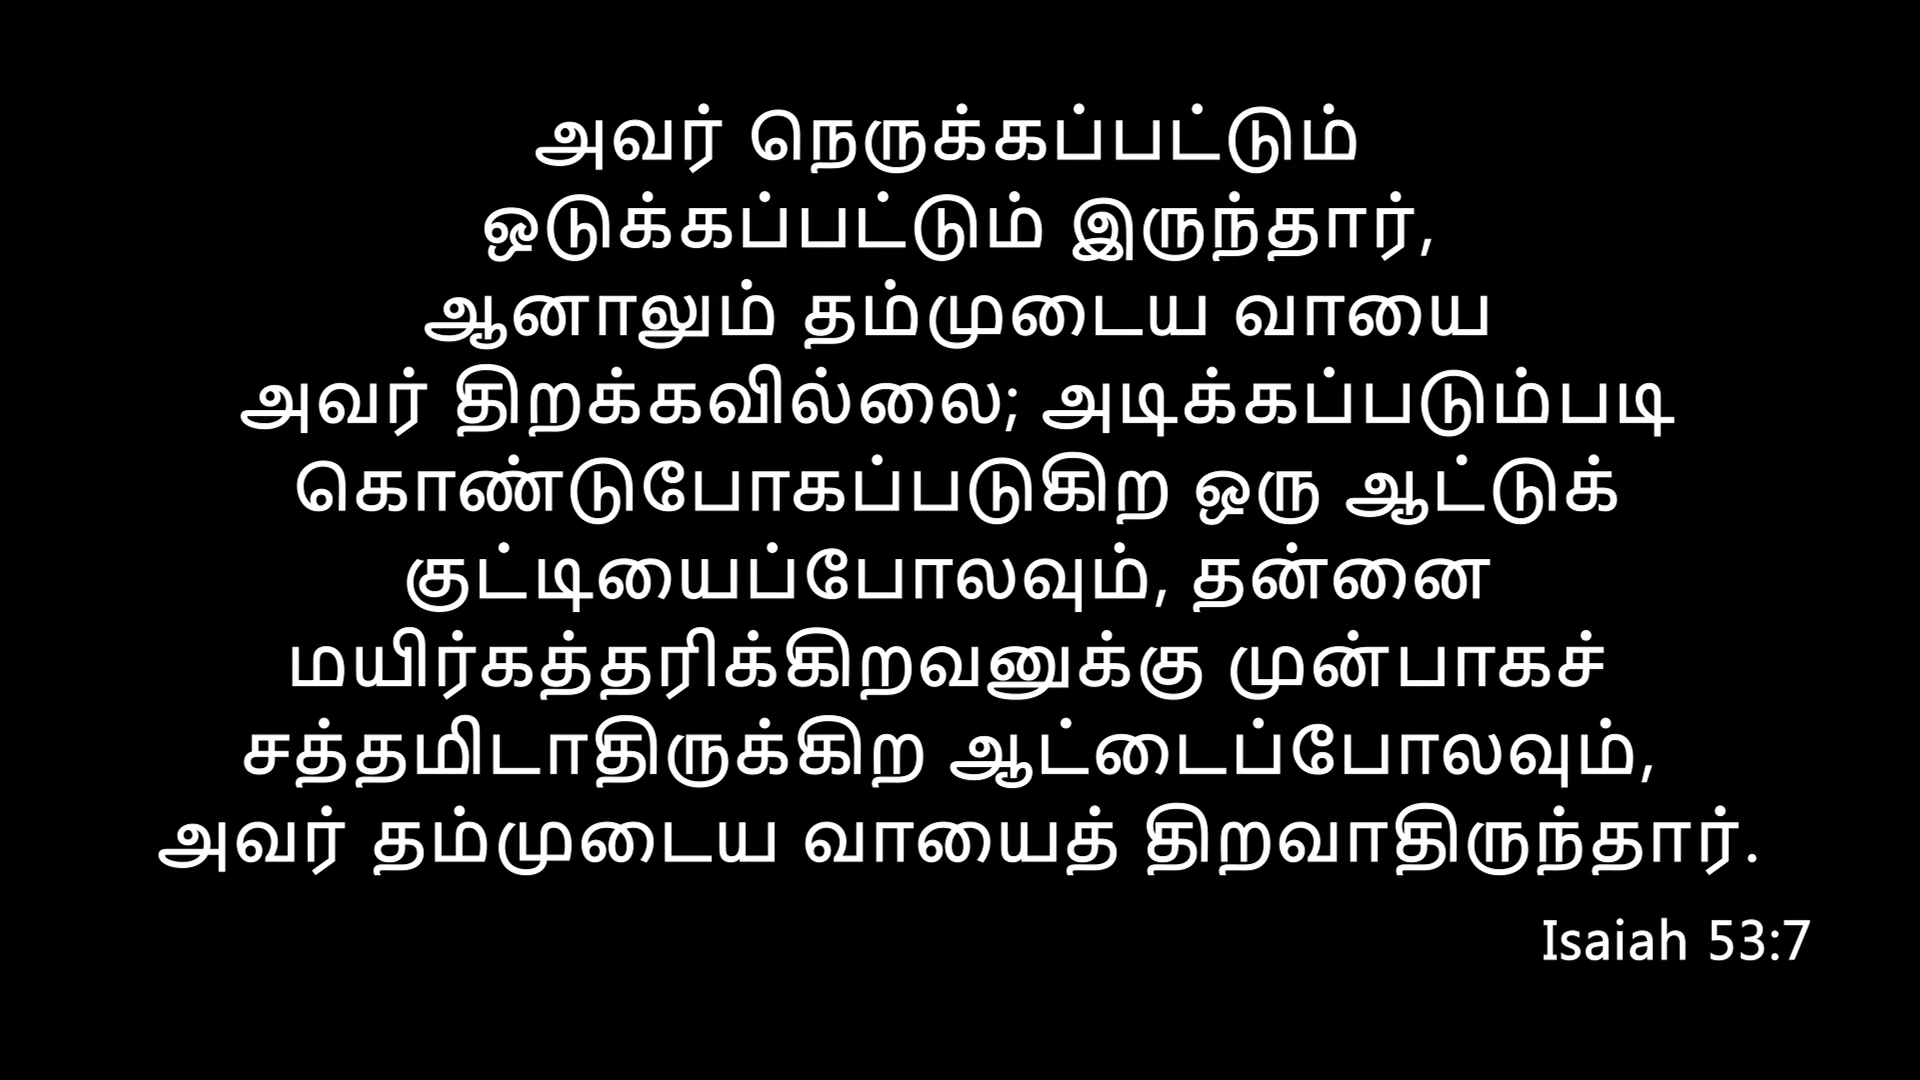 அவர் நெருக்கப்பட்டும்
ஒடுக்கப்பட்டும் இருந்தார்,
ஆனாலும் தம்முடைய வாயை
அவர் திறக்கவில்லை; அடிக்கப்படும்படி
கொண்டுபோகப்படுகிற ஒரு ஆட்டுக்
குட்டியைப்போலவும், தன்னை
மயிர்கத்தரிக்கிறவனுக்கு முன்பாகச்
சத்தமிடாதிருக்கிற ஆட்டைப்போலவும்,
அவர் தம்முடைய வாயைத் திறவாதிருந்தார்.
Isaiah 53:7